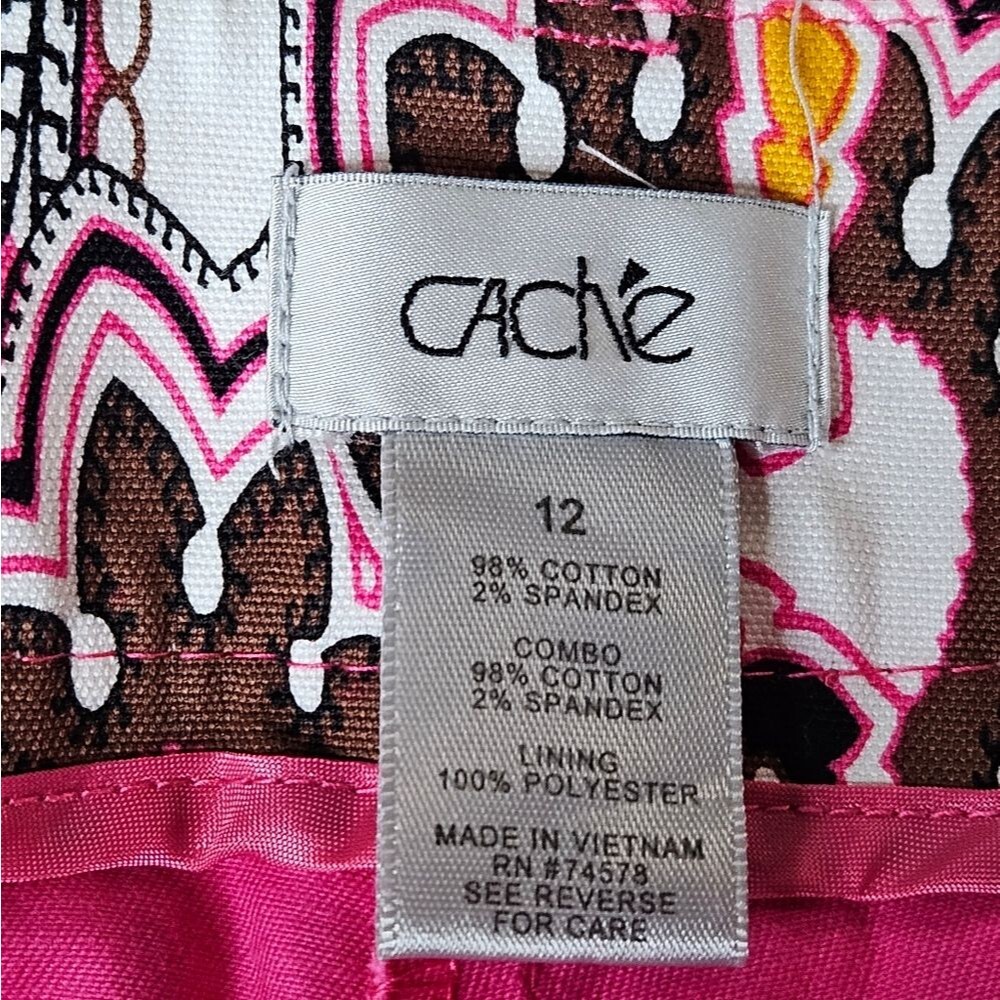 caché
12
98% COTTON
2% SPANDEX
COMBO
98% COTTON
2% SPANDEX
LINING
100% POLYESTER
MADE IN VIETNAM
RN #74578
SEE REVERSE
FOR CARE